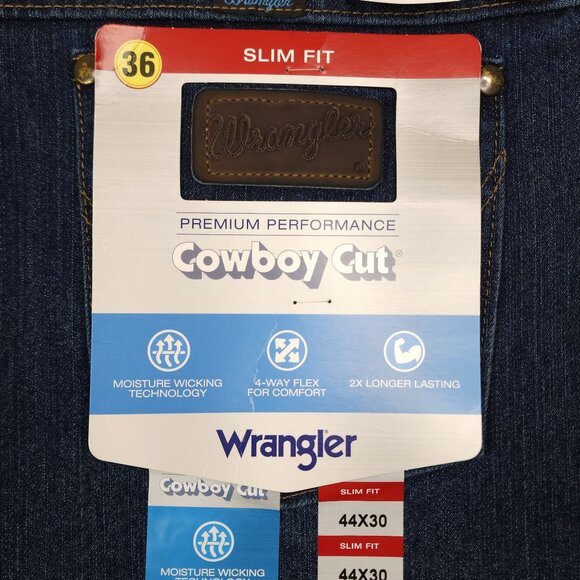 Wrangler
36
SLIM FIT
Wrangler
®
PREMIUM PERFORMANCE
Cowboy Cut®
MOISTURE WICKING
TECHNOLOGY
4-WAY FLEX
FOR COMFORT
2X LONGER LASTING
Wrangler
Cowboy Cut
MOISTURE WICKING
SLIM FIT
44X30
SLIM FIT
44X30